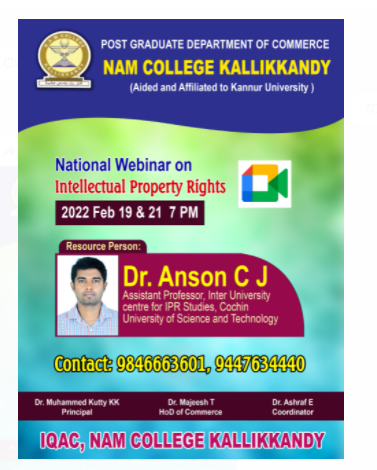 POST GRADUATE DEPARTMENT OF COMMERCE
NAM COLLEGE KALLIKKANDY
(Aided and Affiliated to Kannur University )
National Webinar on
Intellectual Property Rights
2022 Feb 19 & 21 7 PM
Resource Person:
Dr. Anson C J
Assistant Professor, Inter University
centre for IPR Studies, Cochin
University of Science and Technology
Contact: 9846663601, 9447634440
Dr. Muhammed Kutty KK
Principal
Dr. Majeesh T
HoD of Commerce
Dr. Ashraf E
Coordinator
IQAC, NAM COLLEGE KALLIKKANDY